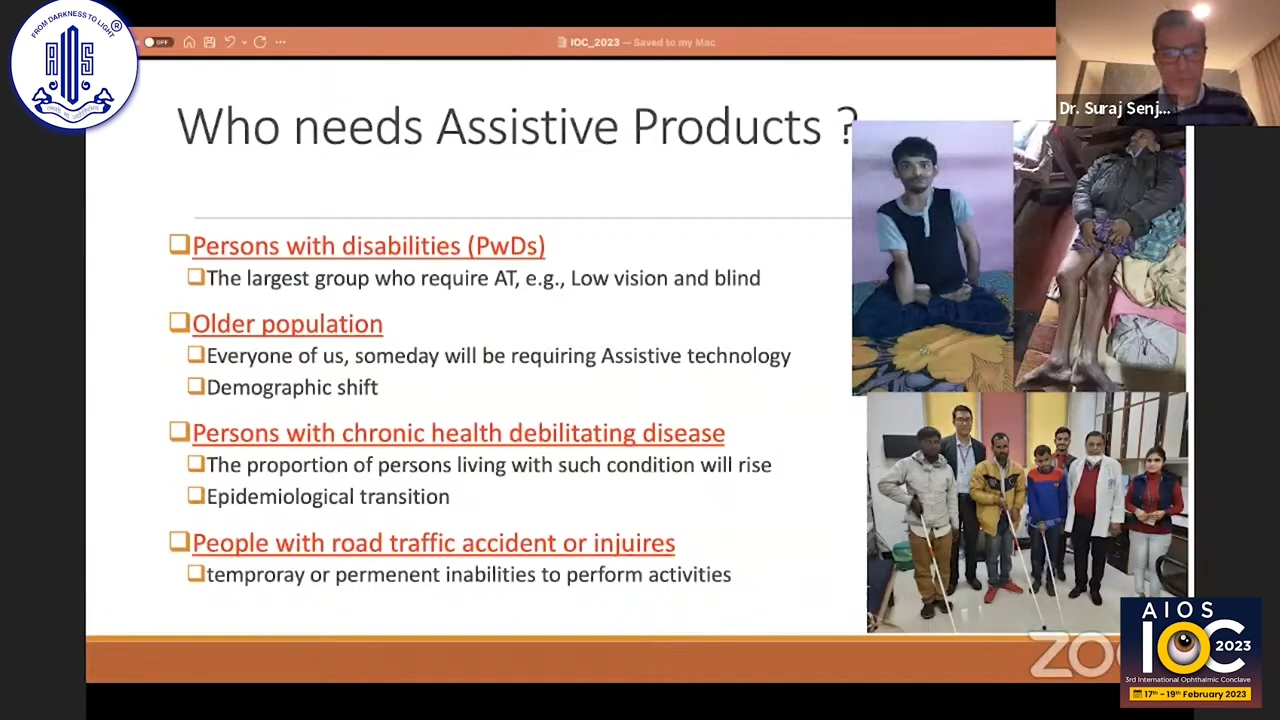 FROM DARKNESS TO LIGHT
®
AIOS
OFF
IOC_2023 — Saved to my Mac
Dr. Suraj Senj...
Who needs Assistive Products ?
Persons with disabilities (PwDs)
The largest group who require AT, e.g., Low vision and blind
Older population
Everyone of us, someday will be requiring Assistive technology
Demographic shift
Persons with chronic health debilitating disease
The proportion of persons living with such condition will rise
Epidemiological transition
People with road traffic accident or injuires
temproray or permenent inabilities to perform activities
AIOS
IOC 2023
3rd International Ophthalmic Conclave
17th - 19th February 2023